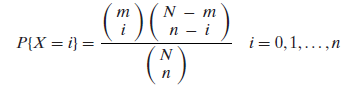 P{X = i} = \frac{\binom{m}{i}\binom{N - m}{n - i}}{\binom{N}{n}} i = 0, 1, . . . , n